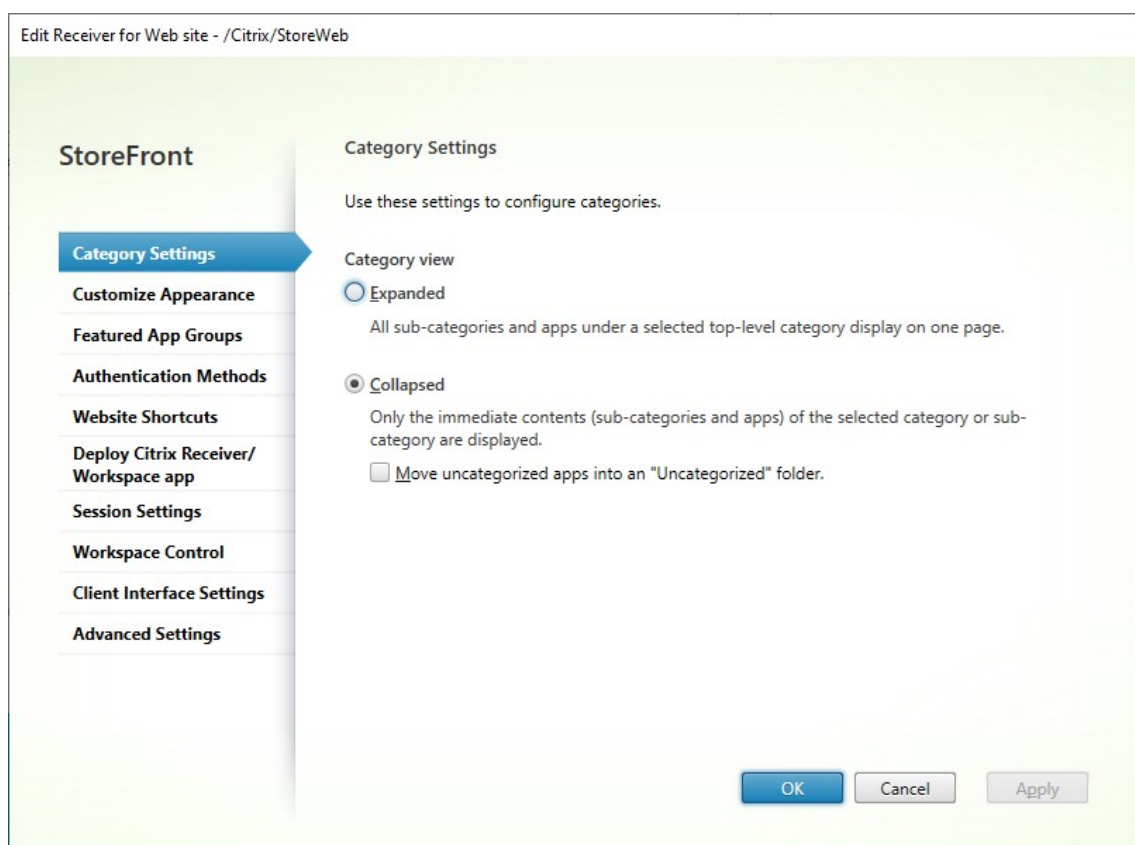 Edit Receiver for Web site - /Citrix/StoreWeb
StoreFront
Category Settings
Customize Appearance
Featured App Groups
Authentication Methods
Website Shortcuts
Deploy Citrix Receiver/
Workspace app
Session Settings
Workspace Control
Client Interface Settings
Advanced Settings
Category Settings
Use these settings to configure categories.
Category view
Expanded
All sub-categories and apps under a selected top-level category display on one page.
Collapsed
Only the immediate contents (sub-categories and apps) of the selected category or sub-
category are displayed.
Move uncategorized apps into an "Uncategorized" folder.
OK
Cancel
Apply